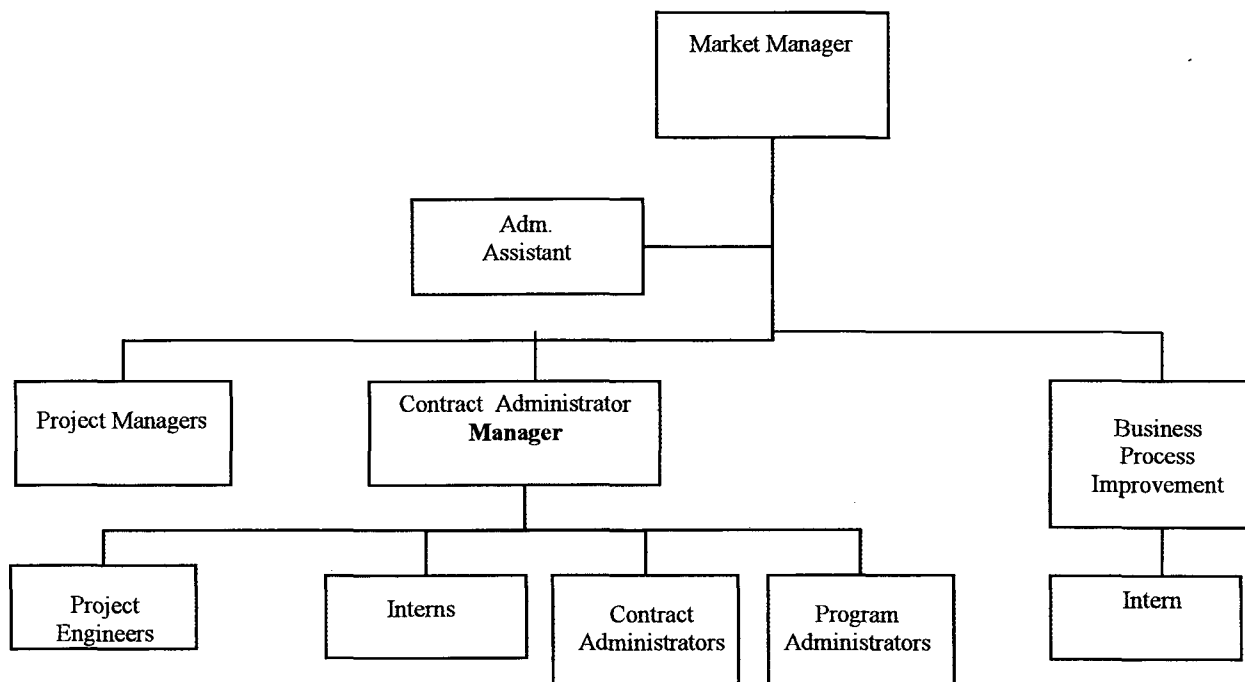 Market Manager
Adm.
Assistant
Project Managers
Contract Administrator
Manager
Business
Process
Improvement
Project
Engineers
Interns
Contract
Administrators
Program
Administrators
Intern